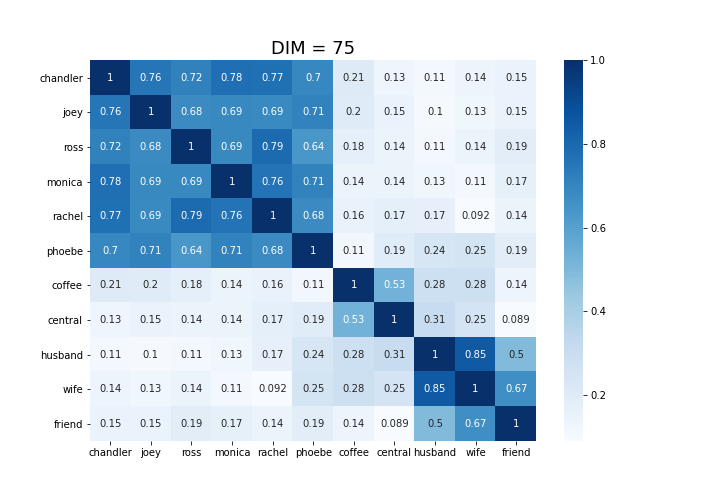 DIM = 75
chandler 1 0.76 0.72 0.78 0.77 0.7 0.21 0.13 0.11 0.14 0.15
joey 0.76 1 0.68 0.69 0.69 0.71 0.2 0.15 0.1 0.13 0.15
ross 0.72 0.68 1 0.69 0.79 0.64 0.18 0.14 0.11 0.14 0.19
monica 0.78 0.69 0.69 1 0.76 0.71 0.14 0.14 0.13 0.11 0.17
rachel 0.77 0.69 0.79 0.76 1 0.68 0.16 0.17 0.17 0.092 0.14
phoebe 0.7 0.71 0.64 0.71 0.68 1 0.11 0.19 0.24 0.25 0.19
coffee 0.21 0.2 0.18 0.14 0.16 0.11 1 0.53 0.28 0.28 0.14
central 0.13 0.15 0.14 0.14 0.17 0.19 0.53 1 0.31 0.25 0.089
husband 0.11 0.1 0.11 0.13 0.17 0.24 0.28 0.31 1 0.85 0.5
wife 0.14 0.13 0.14 0.11 0.092 0.25 0.28 0.25 0.85 1 0.67
friend 0.15 0.15 0.19 0.17 0.14 0.19 0.14 0.089 0.5 0.67 1
chandler joey ross monica rachel phoebe coffee central husband wife friend
1.0
0.8
0.6
0.4
0.2